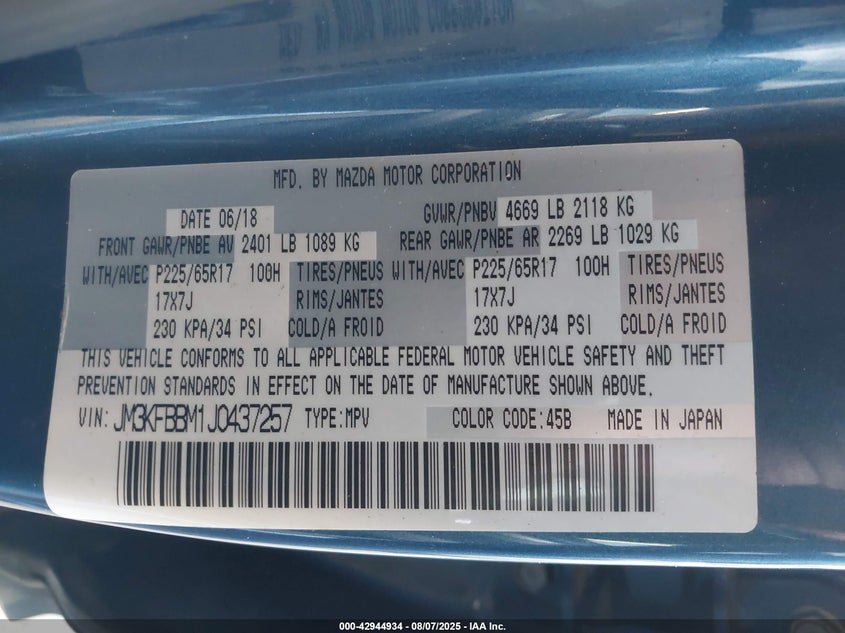 MFD. BY MAZDA MOTOR CORPORATION
DATE 06/18 GVWR/PNBV 4669 LB 2118 KG
FRONT GAWR/PNBE AV 2401 LB 1089 KG REAR GAWR/PNBE AR 2269 LB 1029 KG
WITH/AVEC P225/65R17 100H TIRES/PNEUS WITH/AVEC P225/65R17 100H TIRES/PNEUS
17X7J RIMS/JANTES 17X7J RIMS/JANTES
230 KPA/34 PSI COLD/A FROID 230 KPA/34 PSI COLD/A FROID
THIS VEHICLE CONFORMS TO ALL APPLICABLE FEDERAL MOTOR VEHICLE SAFETY AND THEFT
PREVENTION STANDARDS IN EFFECT ON THE DATE OF MANUFACTURE SHOWN ABOVE.
VIN: JM3KFBBM1J0437257 TYPE:MPV COLOR CODE:45B MADE IN JAPAN
000-42944934 - 08/07/2025 - IAA Inc.